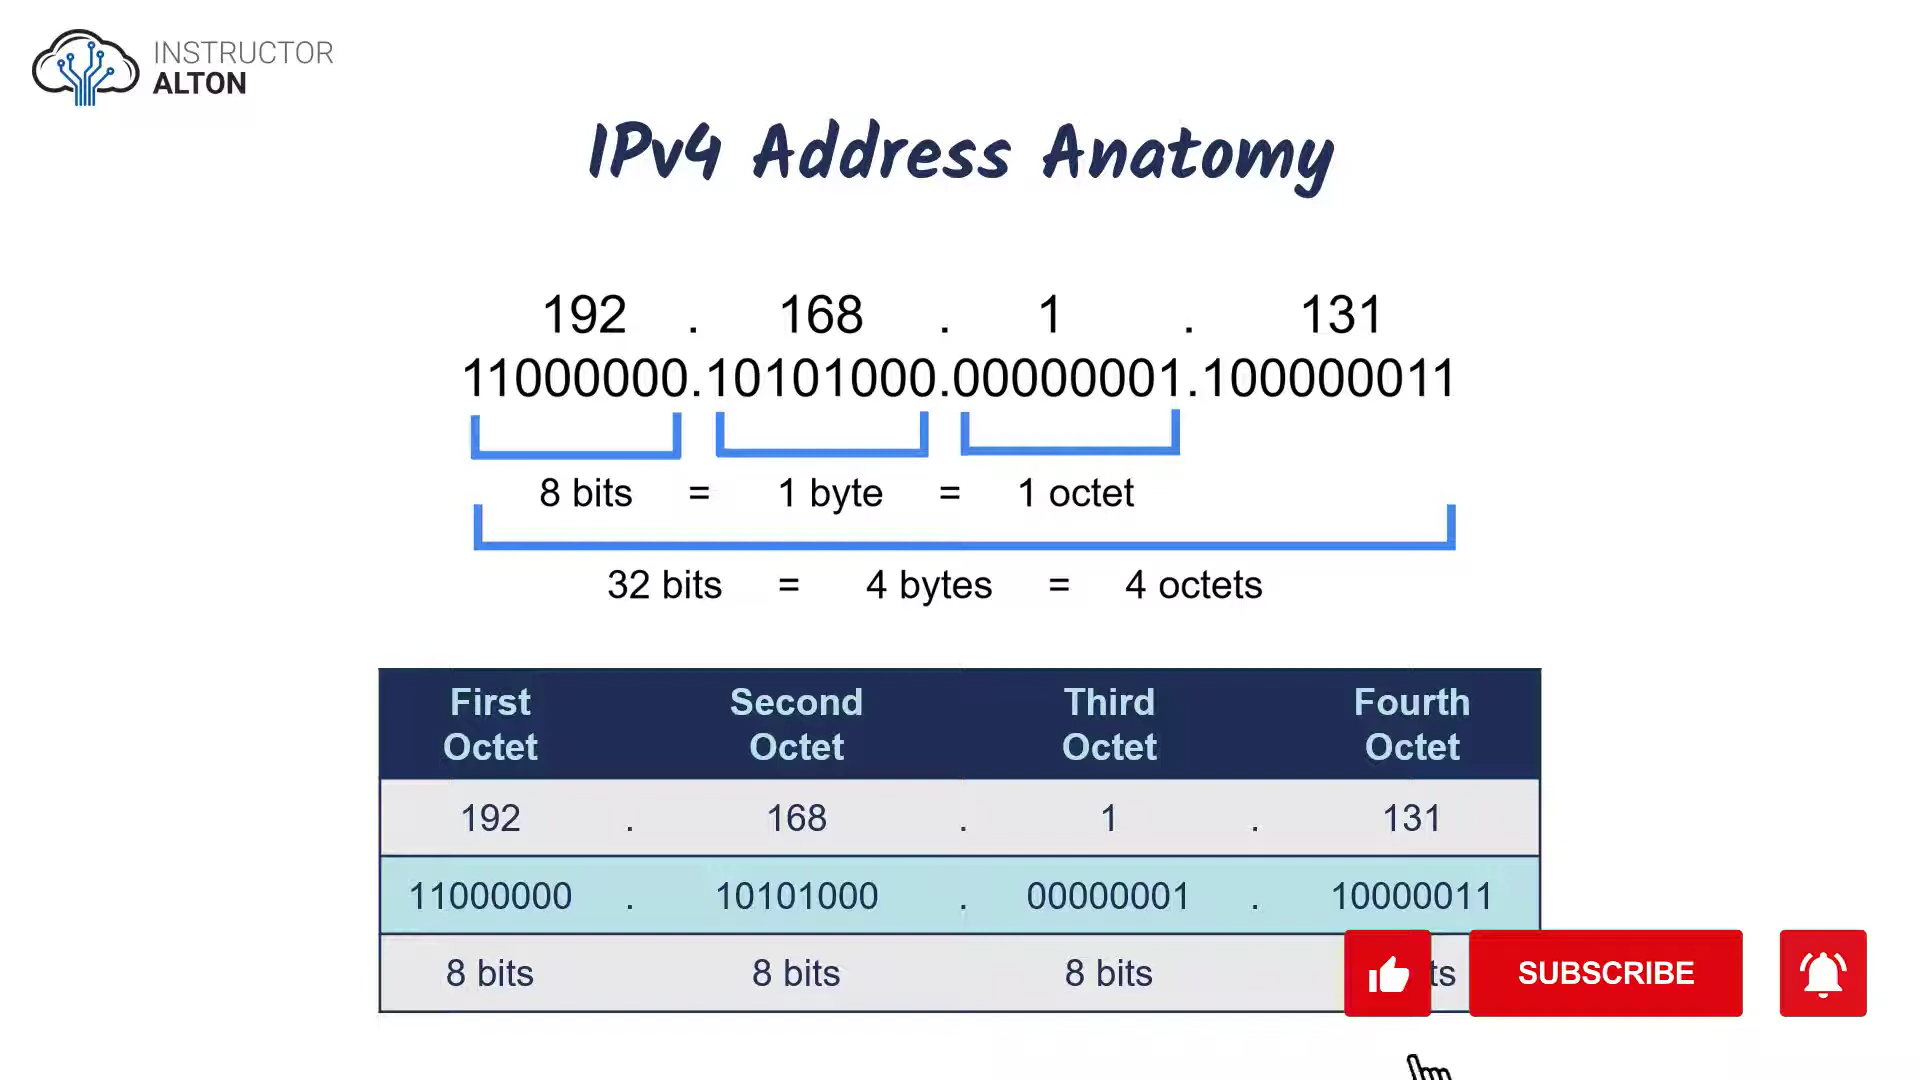 INSTRUCTOR
ALTON
IPv4 Address Anatomy
192 . 168 . 1 . 131
11000000.10101000.00000001.100000011
8 bits = 1 byte = 1 octet
32 bits = 4 bytes = 4 octets
First Octet Second Octet Third Octet Fourth Octet
192 . 168 . 1 . 131
11000000 . 10101000 . 00000001 . 10000011
8 bits 8 bits 8 bits ts
SUBSCRIBE